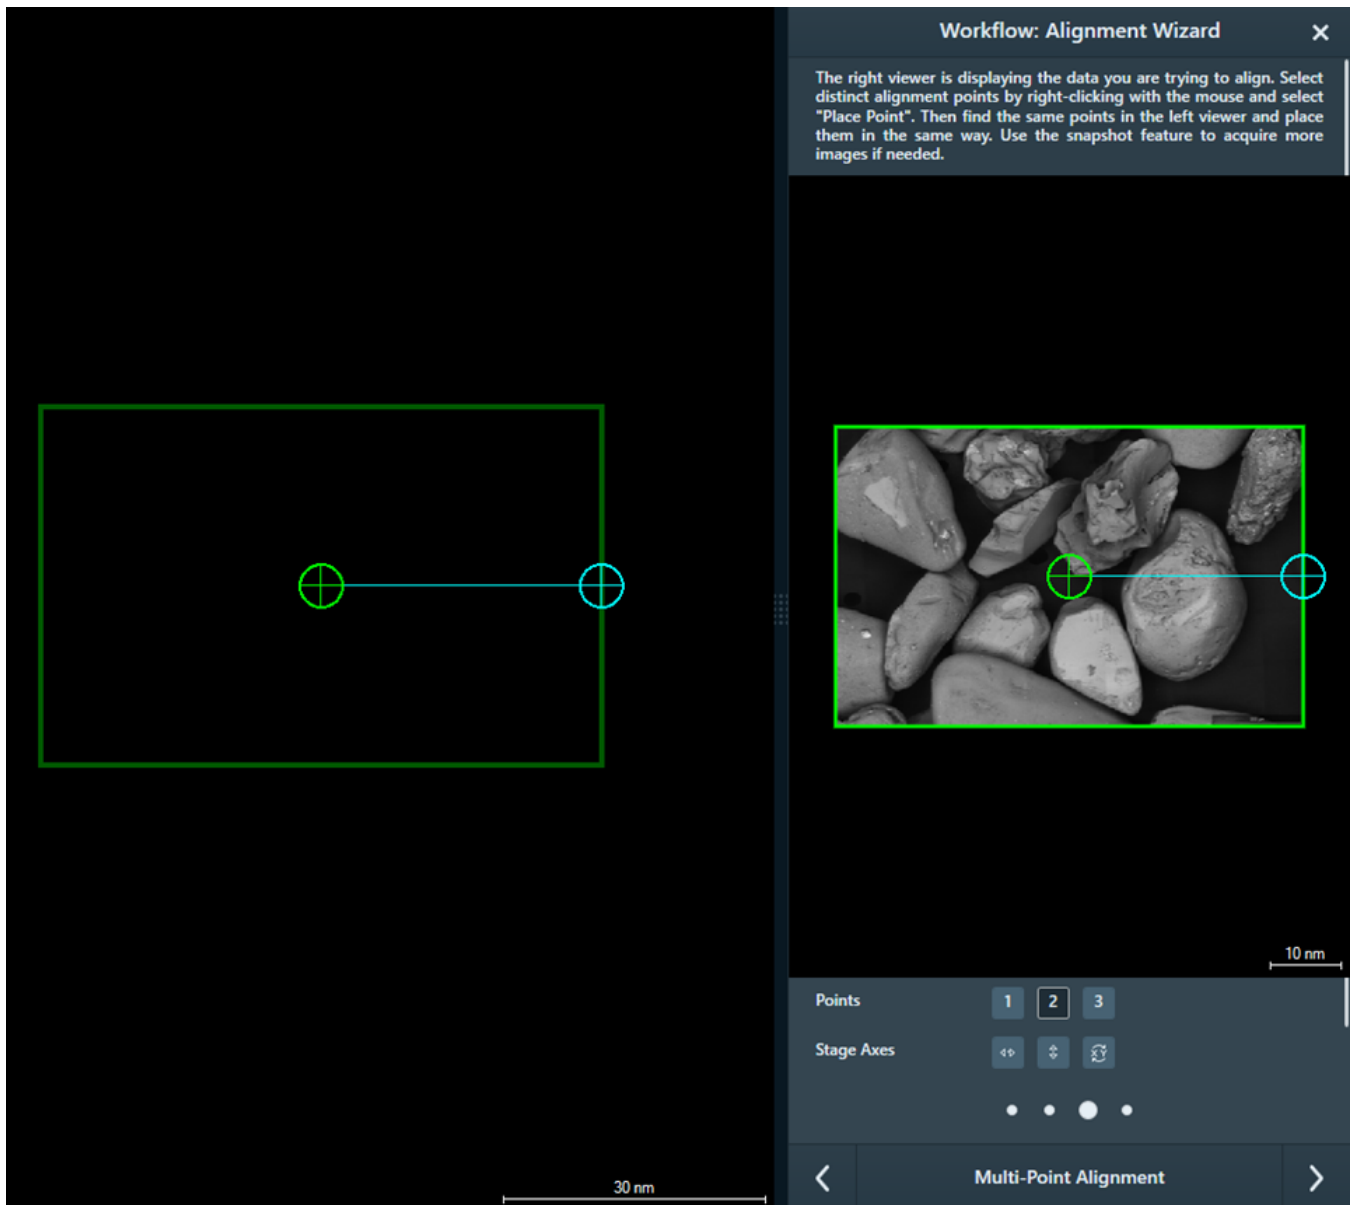 Workflow: Alignment Wizard
The right viewer is displaying the data you are trying to align. Select
distinct alignment points by right-clicking with the mouse and select
"Place Point". Then find the same points in the left viewer and place
them in the same way. Use the snapshot feature to acquire more
images if needed.
10 nm
Points 1 2 3
Stage Axes
XY
Multi-Point Alignment
30 nm